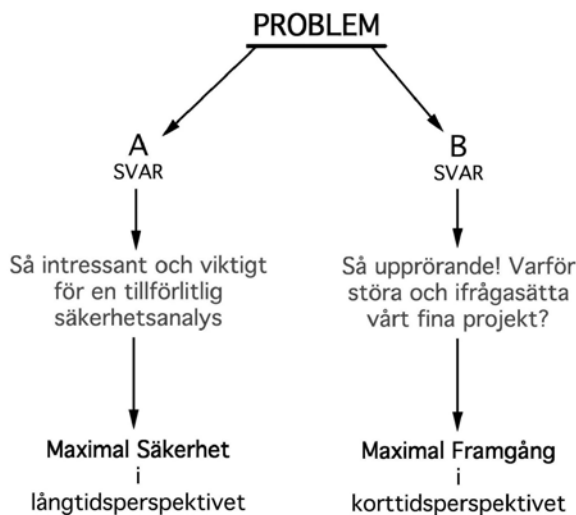 PROBLEM
A
SVAR
Så intressant och viktigt
för en tillförlitlig
säkerhetsanalys
Maximal Säkerhet
i
långtidsperspektivet
B
SVAR
Så upprörande! Varför
störa och ifrågasätta
vårt fina projekt?
Maximal Framgång
i
korttidsperspektivet